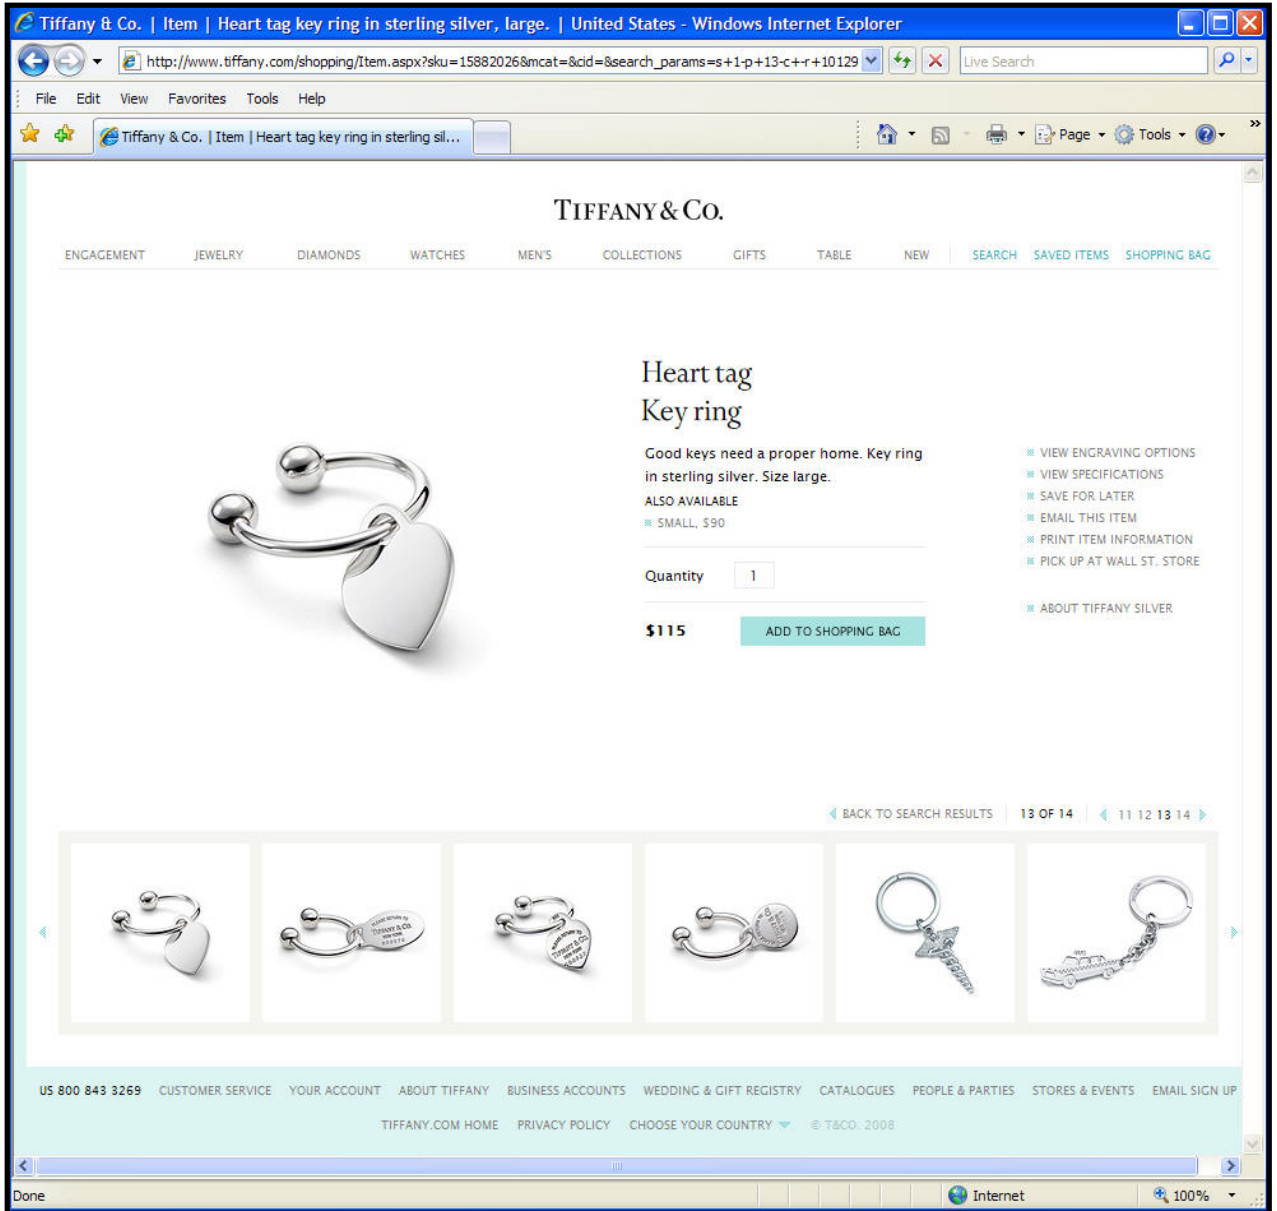 Tiffany & Co. | Item | Heart tag key ring in sterling silver, large. | United States - Windows Internet Explorer
http://www.tiffany.com/shopping/Item.aspx?sku=15882026&mcat=&cid=&search_params=s+1-p+13-c+-r+10129
Live Search
File Edit View Favorites Tools Help
Tiffany & Co. | Item | Heart tag key ring in sterling sil...
Page Tools
TIFFANY & CO.
ENGAGEMENT JEWELRY DIAMONDS WATCHES MEN'S COLLECTIONS GIFTS TABLE NEW SEARCH SAVED ITEMS SHOPPING BAG
Heart tag
Key ring
Good keys need a proper home. Key ring
in sterling silver. Size large.
ALSO AVAILABLE
SMALL, $90
Quantity 1
$115 ADD TO SHOPPING BAG
VIEW ENGRAVING OPTIONS
VIEW SPECIFICATIONS
SAVE FOR LATER
EMAIL THIS ITEM
PRINT ITEM INFORMATION
PICK UP AT WALL ST. STORE
ABOUT TIFFANY SILVER
BACK TO SEARCH RESULTS 13 OF 14 11 12 13 14
US 800 843 3269 CUSTOMER SERVICE YOUR ACCOUNT ABOUT TIFFANY BUSINESS ACCOUNTS WEDDING & GIFT REGISTRY CATALOGUES PEOPLE & PARTIES STORES & EVENTS EMAIL SIGN UP
TIFFANY.COM HOME PRIVACY POLICY CHOOSE YOUR COUNTRY © T&CO. 2008
Done Internet 100%